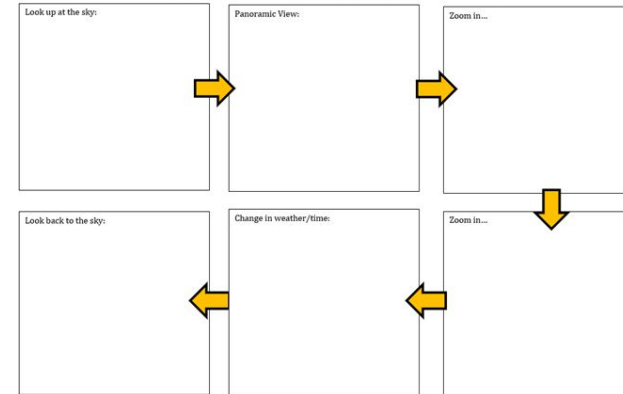 Look up at the sky:
Panoramic View:
Zoom in...
Zoom in...
Change in weather/time:
Look back to the sky: